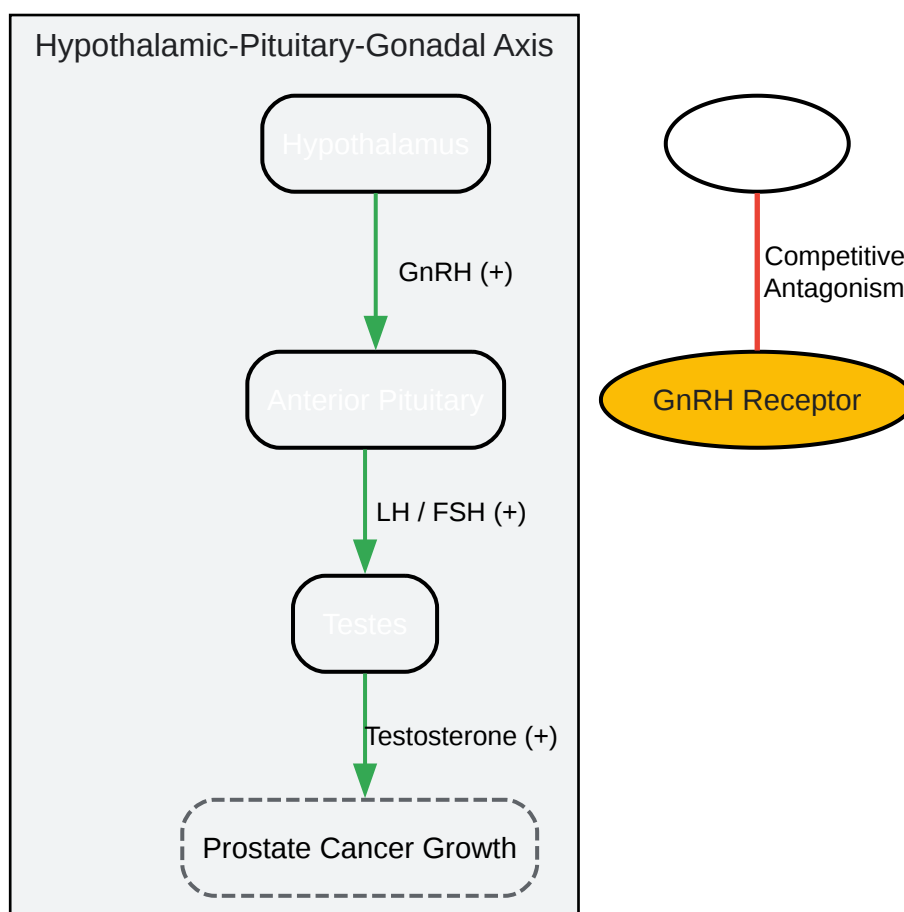 Hypothalamic-Pituitary-Gonadal Axis
Hypothalamus
GnRH (+)
Competitive
Antagonism
Anterior Pituitary
GnRH Receptor
LH / FSH (+)
Testes
Testosterone (+)
Prostate Cancer Growth